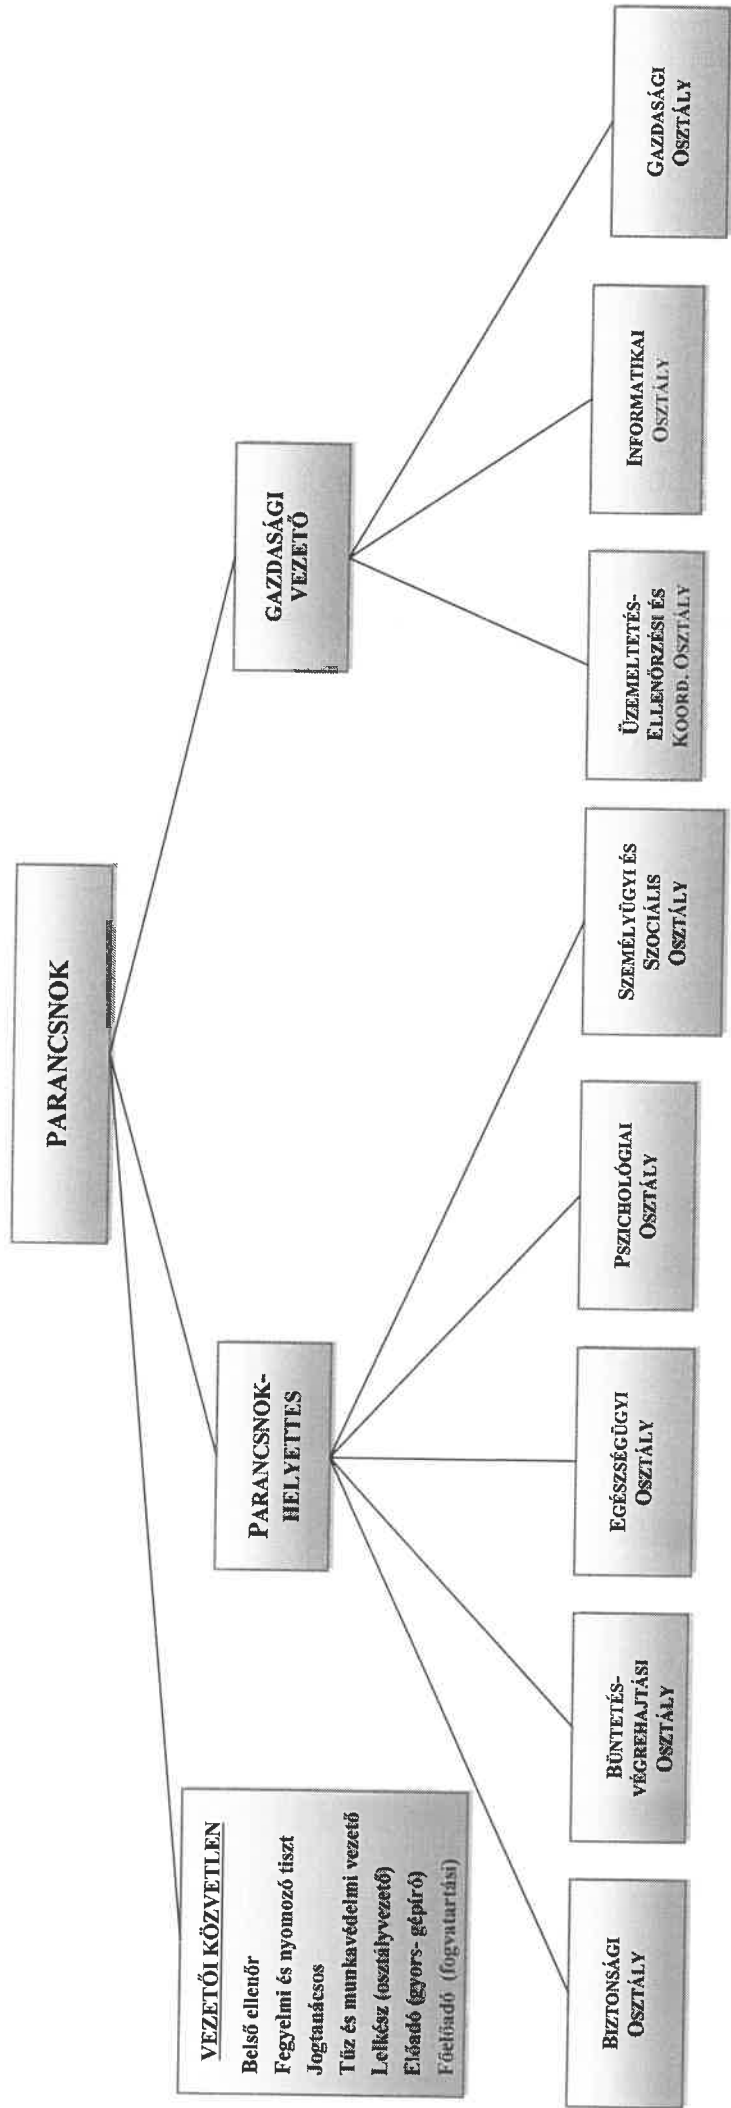 PARANCSNOK
VEZETŐI KÖZVETLEN
Belső ellenőr
Fegyelmi és nyomozó tiszt
Jogtanácsos
Tűz és munkavédelmi vezető
Lelkész (osztályvezető)
Előadó (gyors- gépíró)
Főelőadó (fogvatartási)
PARANCSNOK-
HELYETTES
GAZDASÁGI
VEZETŐ
BIZTONSÁGI
OSZTÁLY
BÜNTETÉS-
VÉGREHAJTÁSI
OSZTÁLY
EGÉSZSÉGÜGYI
OSZTÁLY
PSZICHOLÓGIAI
OSZTÁLY
SZEMÉLYÜGYI ÉS
SZOCIÁLIS
OSZTÁLY
ÜZEMELTETÉS-
ELLENŐRZÉSI ÉS
KOORD. OSZTÁLY
INFORMATIKAI
OSZTÁLY
GAZDASÁGI
OSZTÁLY